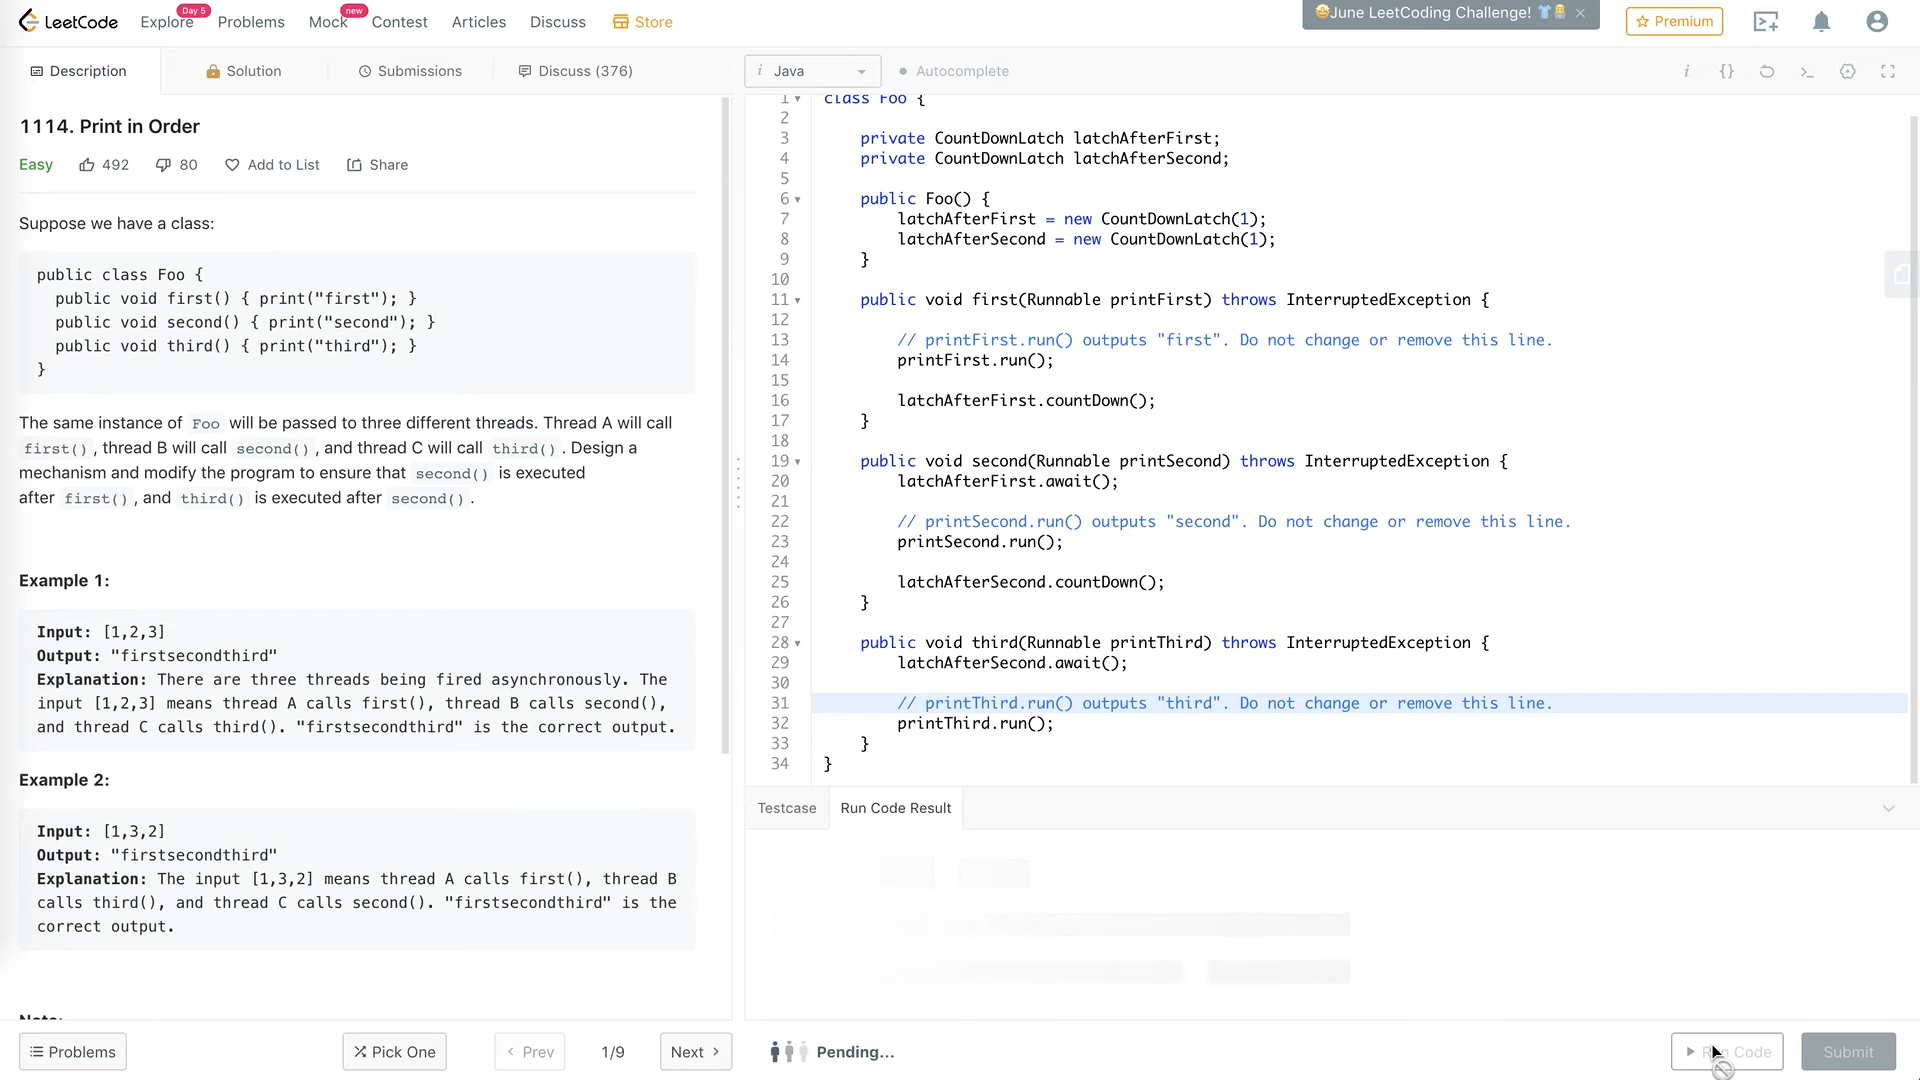 LeetCode
Explore
Day 5
Problems
Mock
new
Contest
Articles
Discuss
Store
🤩June LeetCoding Challenge! 👕
Premium
Description
Solution
Submissions
Discuss (376)
i Java
Autocomplete
1114. Print in Order
Easy 492 80 Add to List Share
Suppose we have a class:
public class Foo {
  public void first() { print("first"); }
  public void second() { print("second"); }
  public void third() { print("third"); }
}
The same instance of Foo will be passed to three different threads. Thread A will call
first(), thread B will call second(), and thread C will call third(). Design a
mechanism and modify the program to ensure that second() is executed
after first(), and third() is executed after second().
Example 1:
Input: [1,2,3]
Output: "firstsecondthird"
Explanation: There are three threads being fired asynchronously. The
input [1,2,3] means thread A calls first(), thread B calls second(),
and thread C calls third(). "firstsecondthird" is the correct output.
Example 2:
Input: [1,3,2]
Output: "firstsecondthird"
Explanation: The input [1,3,2] means thread A calls first(), thread B
calls third(), and thread C calls second(). "firstsecondthird" is the
correct output.
Note:
Problems
Pick One
Prev
1/9
Next
1 class Foo {
2
3     private CountDownLatch latchAfterFirst;
4     private CountDownLatch latchAfterSecond;
5
6     public Foo() {
7         latchAfterFirst = new CountDownLatch(1);
8         latchAfterSecond = new CountDownLatch(1);
9     }
10
11     public void first(Runnable printFirst) throws InterruptedException {
12
13         // printFirst.run() outputs "first". Do not change or remove this line.
14         printFirst.run();
15
16         latchAfterFirst.countDown();
17     }
18
19     public void second(Runnable printSecond) throws InterruptedException {
20         latchAfterFirst.await();
21
22         // printSecond.run() outputs "second". Do not change or remove this line.
23         printSecond.run();
24
25         latchAfterSecond.countDown();
26     }
27
28     public void third(Runnable printThird) throws InterruptedException {
29         latchAfterSecond.await();
30
31         // printThird.run() outputs "third". Do not change or remove this line.
32         printThird.run();
33     }
34 }
Testcase
Run Code Result
Pending...
Code
Submit